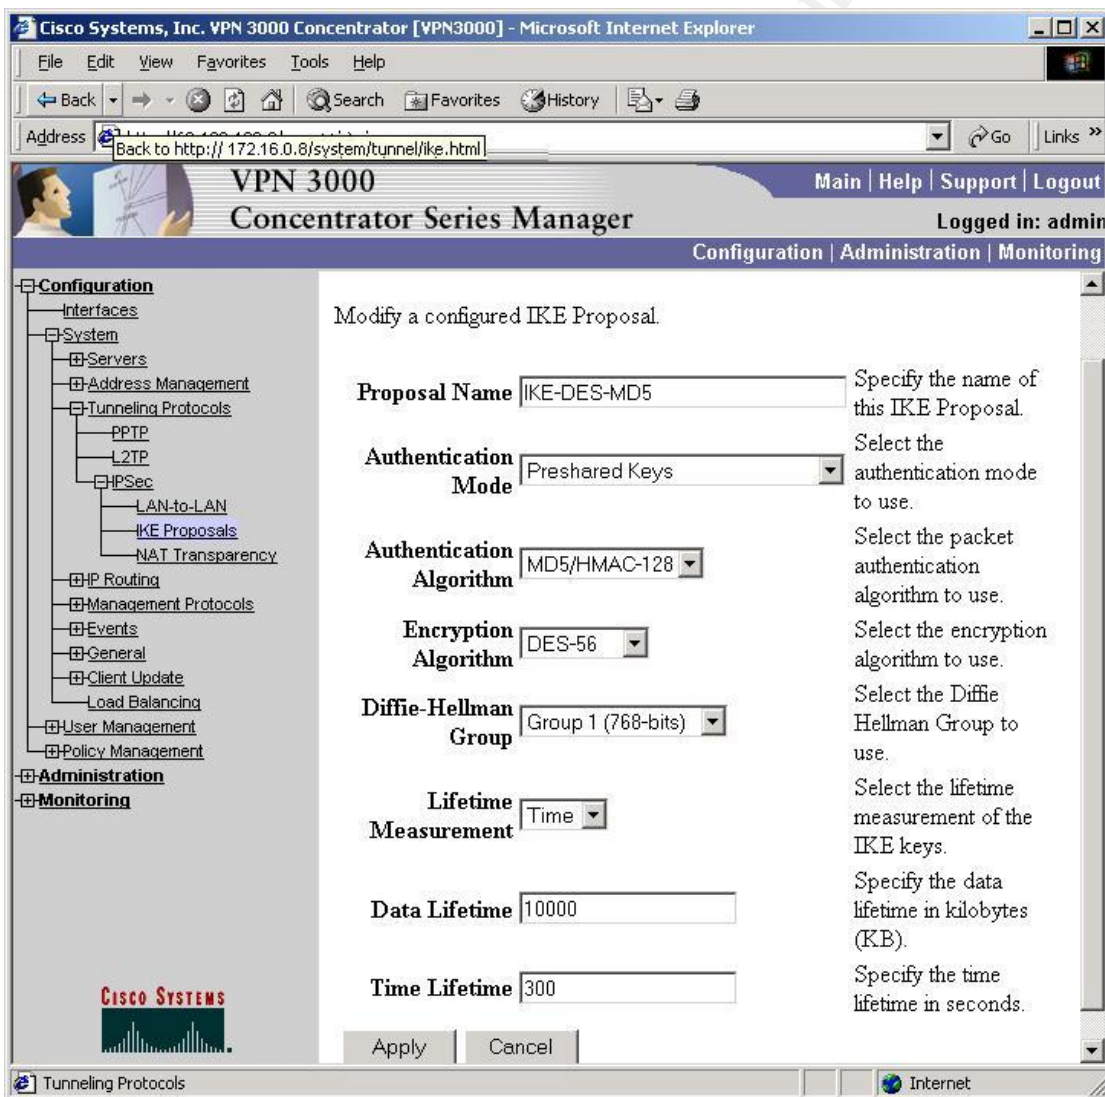 Cisco Systems, Inc. VPN 3000 Concentrator [VPN3000] - Microsoft Internet Explorer
File Edit View Favorites Tools Help
Back Search Favorites History
Address Go Links »
Back to http:// 172.16.0.8/system/tunnel/ike.html
VPN 3000
Concentrator Series Manager
Main | Help | Support | Logout
Logged in: admin
Configuration | Administration | Monitoring
Configuration
Interfaces
System
Servers
Address Management
Tunneling Protocols
PPTP
L2TP
IPSec
LAN-to-LAN
IKE Proposals
NAT Transparency
IP Routing
Management Protocols
Events
General
Client Update
Load Balancing
User Management
Policy Management
Administration
Monitoring
CISCO SYSTEMS
Modify a configured IKE Proposal.
Proposal Name IKE-DES-MD5
Specify the name of
this IKE Proposal.
Authentication
Mode
Preshared Keys
Select the
authentication mode
to use.
Authentication
Algorithm
MD5/HMAC-128
Select the packet
authentication
algorithm to use.
Encryption
Algorithm
DES-56
Select the encryption
algorithm to use.
Diffie-Hellman
Group
Group 1 (768-bits)
Select the Diffie
Hellman Group to
use.
Lifetime
Measurement
Time
Select the lifetime
measurement of the
IKE keys.
Data Lifetime 10000
Specify the data
lifetime in kilobytes
(KB).
Time Lifetime 300
Specify the time
lifetime in seconds.
Apply Cancel
Tunneling Protocols Internet